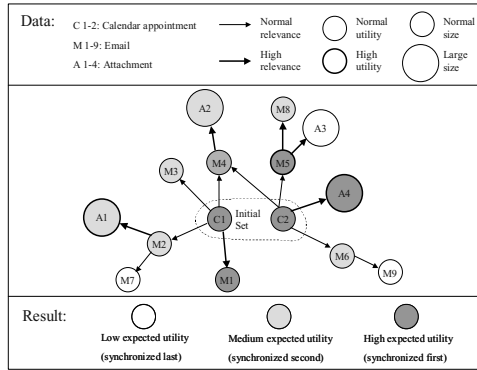 Data:
C 1-2: Calendar appointment
M 1-9: Email
A 1-4: Attachment
Normal relevance
High relevance
Normal utility
High utility
Normal size
Large size
A2
M8
A3
M3
M4
M5
A4
A1
C1
Initial Set
C2
M2
M6
M7
M1
M9
Result:
Low expected utility
(synchronized last)
Medium expected utility
(synchronized second)
High expected utility
(synchronized first)